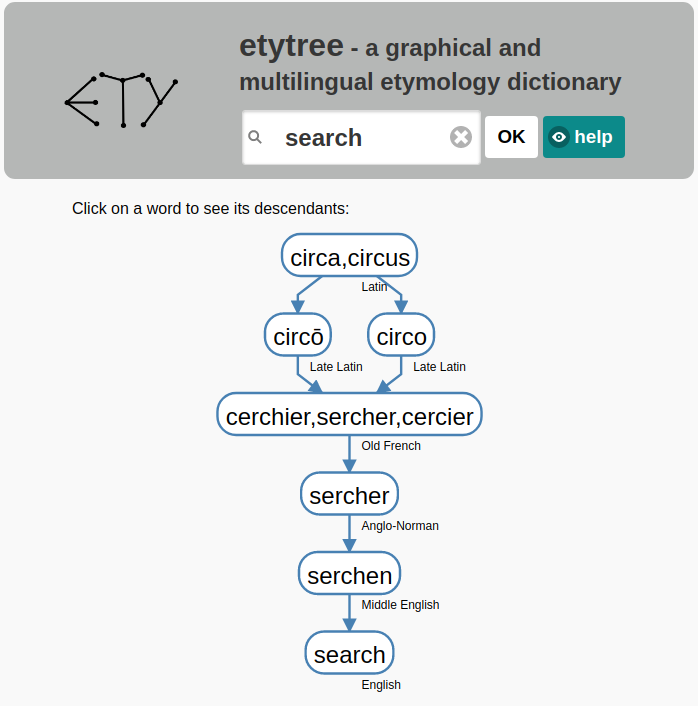 etytree - a graphical and
multilingual etymology dictionary
search
OK
help
Click on a word to see its descendants:
circa,circus
Latin
circō
circo
Late Latin
Late Latin
cerchier,sercher,cercier
Old French
sercher
Anglo-Norman
serchen
Middle English
search
English